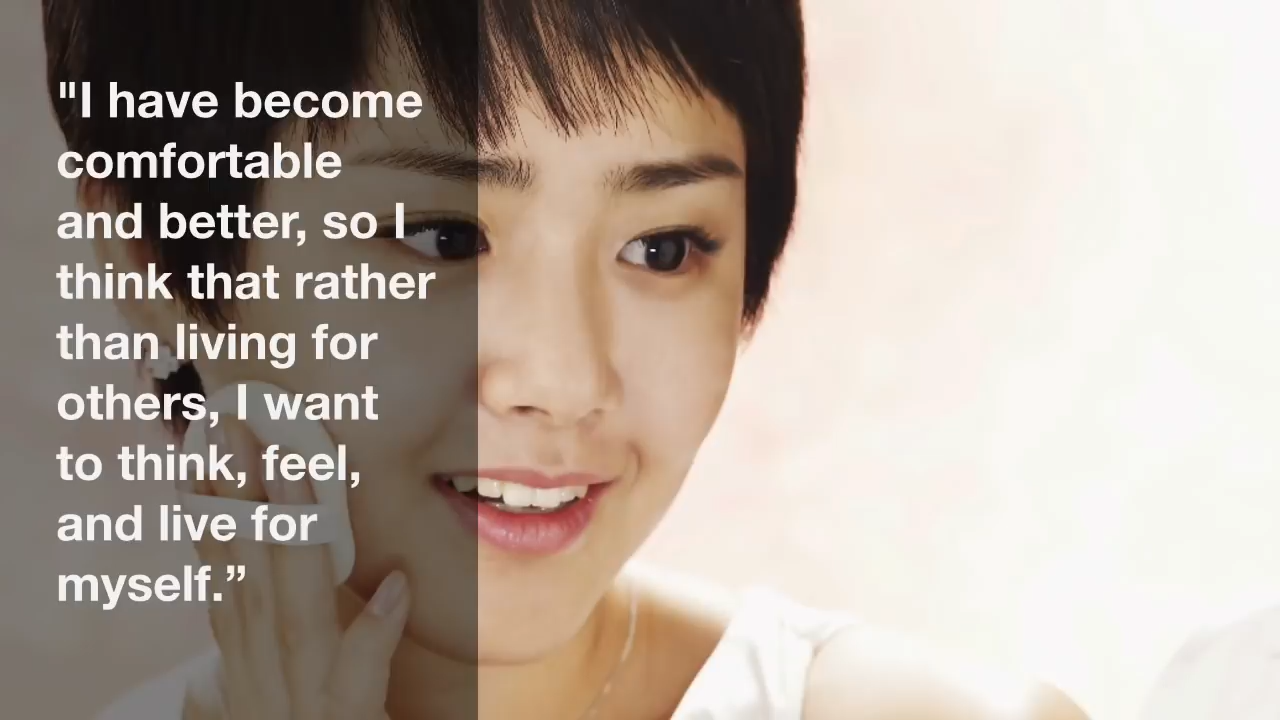 "I have become
comfortable
and better, so I
think that rather
than living for
others, I want
to think, feel,
and live for
myself.”